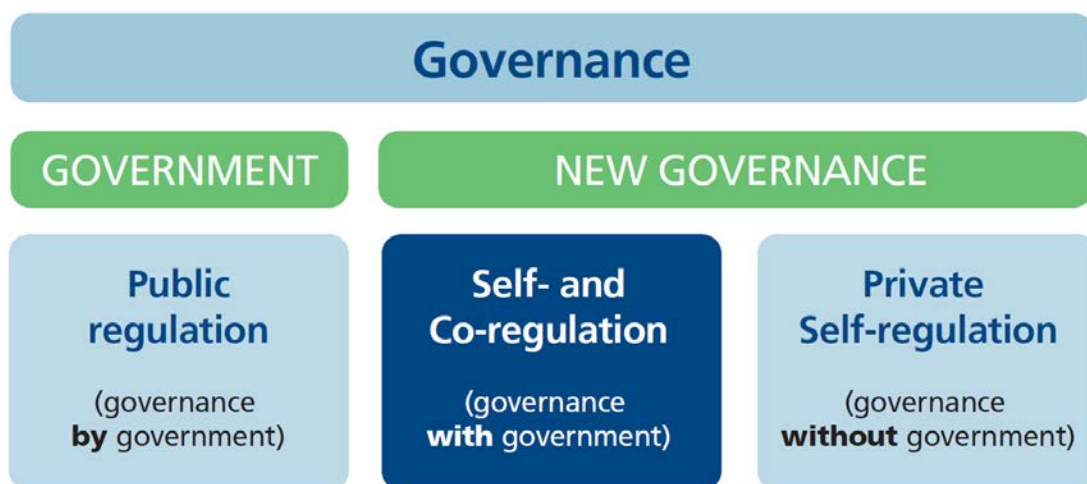 Governance
GOVERNMENT
NEW GOVERNANCE
Public
regulation
(governance
by government)
Self- and
Co-regulation
(governance
with government)
Private
Self-regulation
(governance
without government)